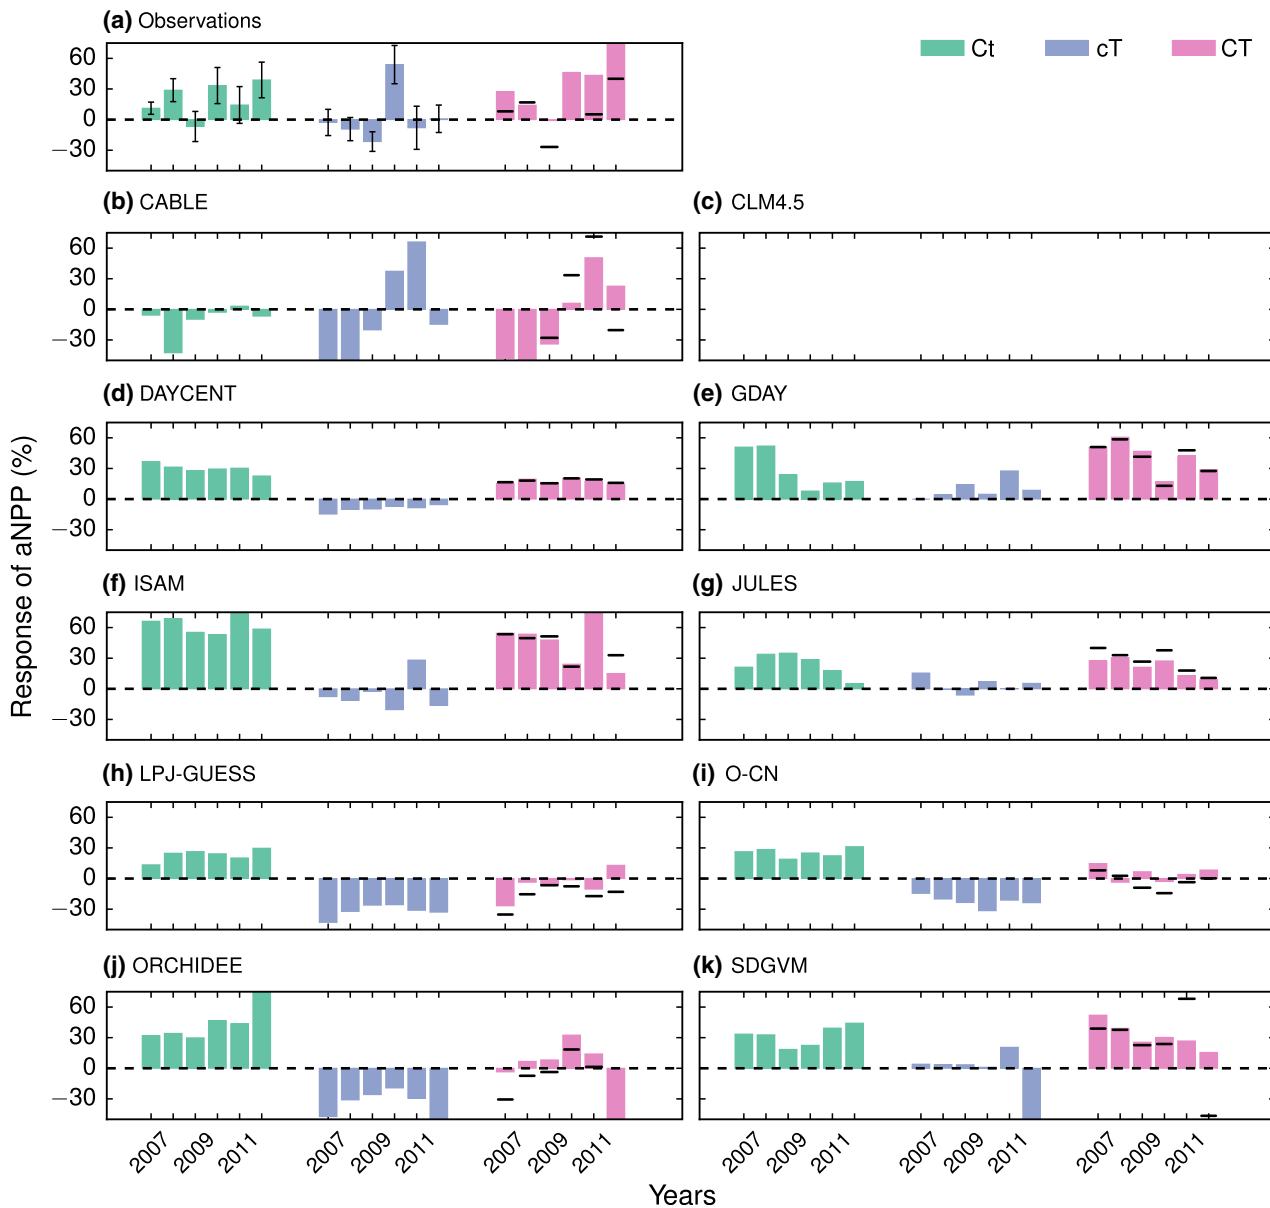 (a) Observations
Ct cT CT
60
30
0
−30
(b) CABLE
(c) CLM4.5
60
30
0
−30
(d) DAYCENT
(e) GDAY
60
30
0
−30
(f) ISAM
(g) JULES
60
30
0
−30
(h) LPJ-GUESS
(i) O-CN
60
30
0
−30
(j) ORCHIDEE
(k) SDGVM
60
30
0
−30
Response of aNPP (%)
2007 2009 2011 2007 2009 2011 2007 2009 2011 2007 2009 2011 2007 2009 2011 2007 2009 2011
Years